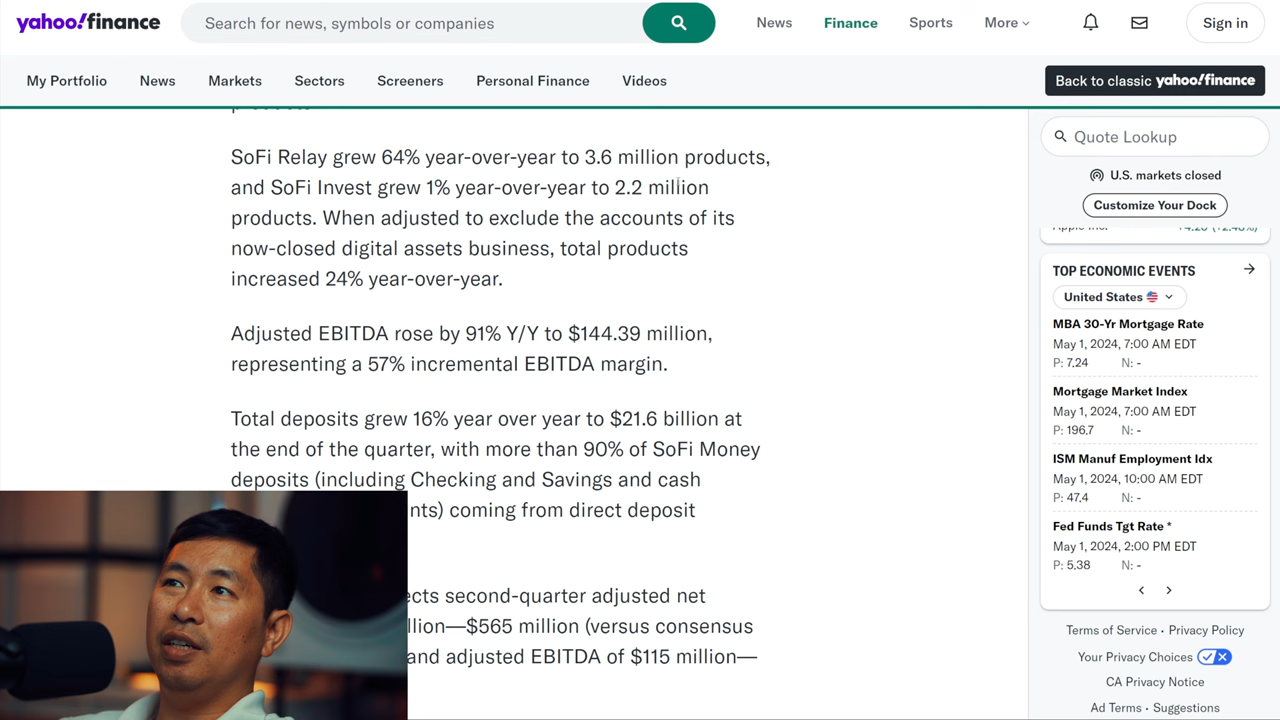 yahoo!finance
Search for news, symbols or companies
News
Finance
Sports
More
Sign in
My Portfolio
News
Markets
Sectors
Screeners
Personal Finance
Videos
Back to classic yahoo!finance
SoFi Relay grew 64% year-over-year to 3.6 million products,
and SoFi Invest grew 1% year-over-year to 2.2 million
products. When adjusted to exclude the accounts of its
now-closed digital assets business, total products
increased 24% year-over-year.
Adjusted EBITDA rose by 91% Y/Y to $144.39 million,
representing a 57% incremental EBITDA margin.
Total deposits grew 16% year over year to $21.6 billion at
the end of the quarter, with more than 90% of SoFi Money
deposits (including Checking and Savings and cash
nts) coming from direct deposit
ects second-quarter adjusted net
llion—$565 million (versus consensus
and adjusted EBITDA of $115 million—
Quote Lookup
U.S. markets closed
Customize Your Dock
TOP ECONOMIC EVENTS
United States
MBA 30-Yr Mortgage Rate
May 1, 2024, 7:00 AM EDT
P: 7.24 N: -
Mortgage Market Index
May 1, 2024, 7:00 AM EDT
P: 196.7 N: -
ISM Manuf Employment Idx
May 1, 2024, 10:00 AM EDT
P: 47.4 N: -
Fed Funds Tgt Rate *
May 1, 2024, 2:00 PM EDT
P: 5.38 N: -
Terms of Service • Privacy Policy
Your Privacy Choices
CA Privacy Notice
Ad Terms • Suggestions